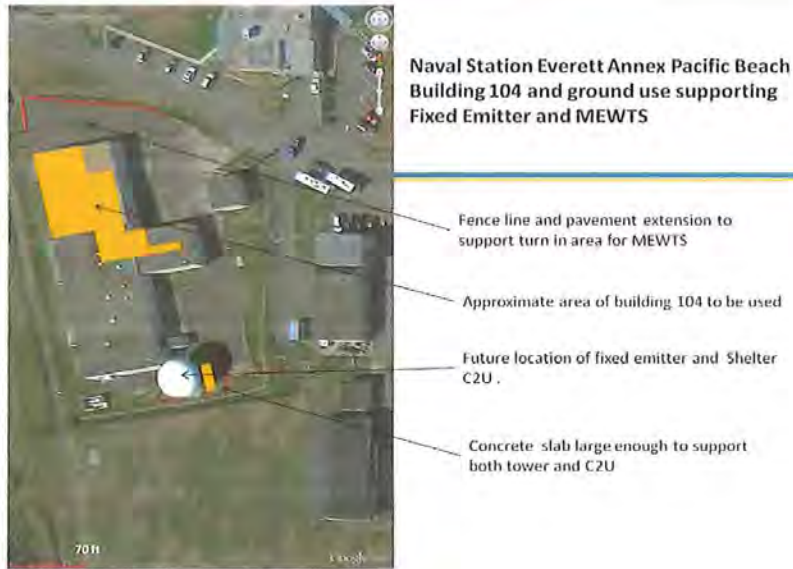 Naval Station Everett Annex Pacific Beach
Building 104 and ground use supporting
Fixed Emitter and MEWTS
Fence line and pavement extension to
support turn in area for MEWTS
Approximate area of building 104 to be used
Future location of fixed emitter and Shelter
C2U .
Concrete slab large enough to support
both tower and C2U
70 ft
Google